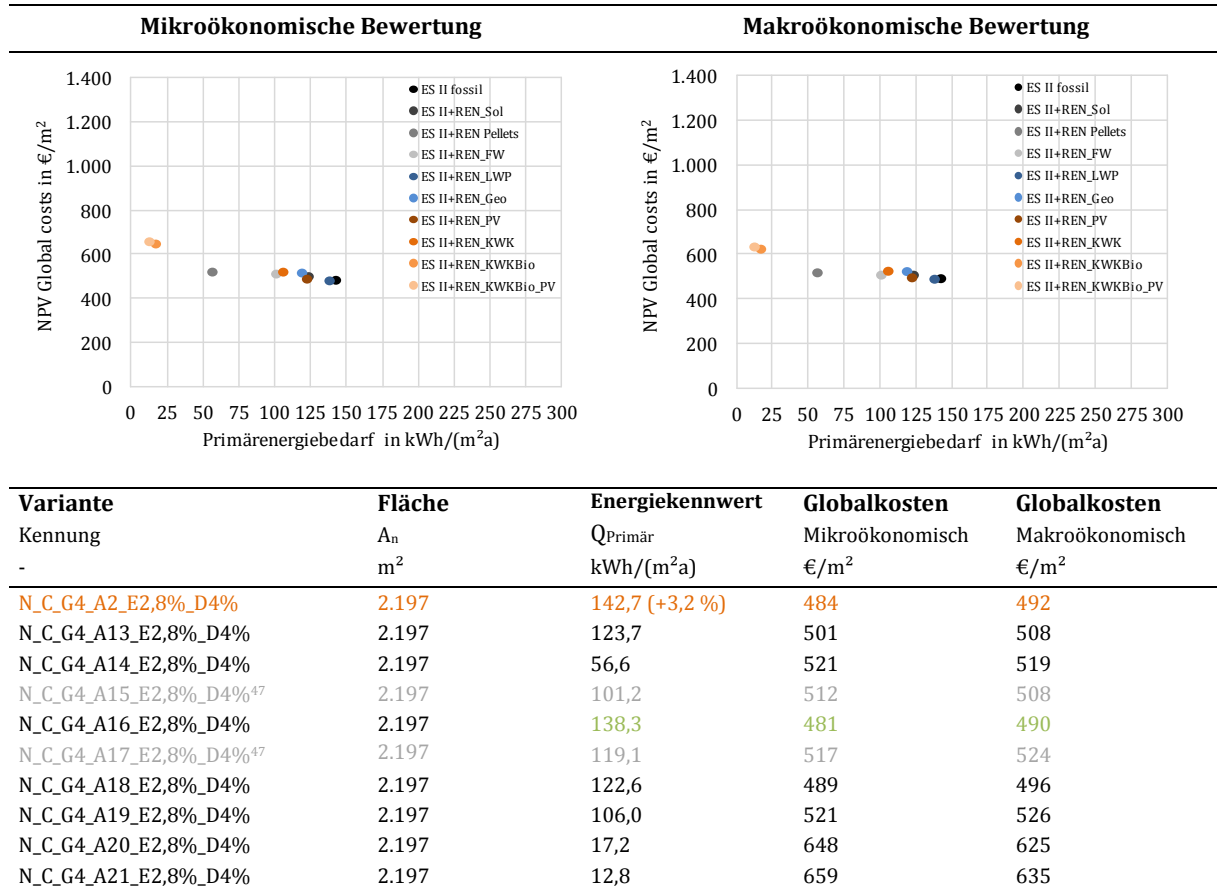 Mikroökonomische Bewertung Makroökonomische Bewertung
NPV Global costs in €/m²
1.400
1.200
1.000
800
600
400
200
0
0 25 50 75 100 125 150 175 200 225 250 275 300
Primärenergiebedarf in kWh/(m²a)
ES II fossil
ES II+REN_Sol
ES II+REN Pellets
ES II+REN_FW
ES II+REN_LWP
ES II+REN_Geo
ES II+REN_PV
ES II+REN_KWK
ES II+REN_KWKBio
ES II+REN_KWKBio_PV
NPV Global costs in €/m²
1.400
1.200
1.000
800
600
400
200
0
0 25 50 75 100 125 150 175 200 225 250 275 300
Primärenergiebedarf in kWh/(m²a)
ES II fossil
ES II+REN_Sol
ES II+REN Pellets
ES II+REN_FW
ES II+REN_LWP
ES II+REN_Geo
ES II+REN_PV
ES II+REN_KWK
ES II+REN_KWKBio
ES II+REN_KWKBio_PV
Variante Fläche Energiekennwert Globalkosten Globalkosten
Kennung An QPrimär Mikroökonomisch Makroökonomisch
- m² kWh/(m²a) €/m² €/m²
N_C_G4_A2_E2,8%_D4% 2.197 142,7 (+3,2 %) 484 492
N_C_G4_A13_E2,8%_D4% 2.197 123,7 501 508
N_C_G4_A14_E2,8%_D4% 2.197 56,6 521 519
N_C_G4_A15_E2,8%_D4%⁴⁷ 2.197 101,2 512 508
N_C_G4_A16_E2,8%_D4% 2.197 138,3 481 490
N_C_G4_A17_E2,8%_D4%⁴⁷ 2.197 119,1 517 524
N_C_G4_A18_E2,8%_D4% 2.197 122,6 489 496
N_C_G4_A19_E2,8%_D4% 2.197 106,0 521 526
N_C_G4_A20_E2,8%_D4% 2.197 17,2 648 625
N_C_G4_A21_E2,8%_D4% 2.197 12,8 659 635